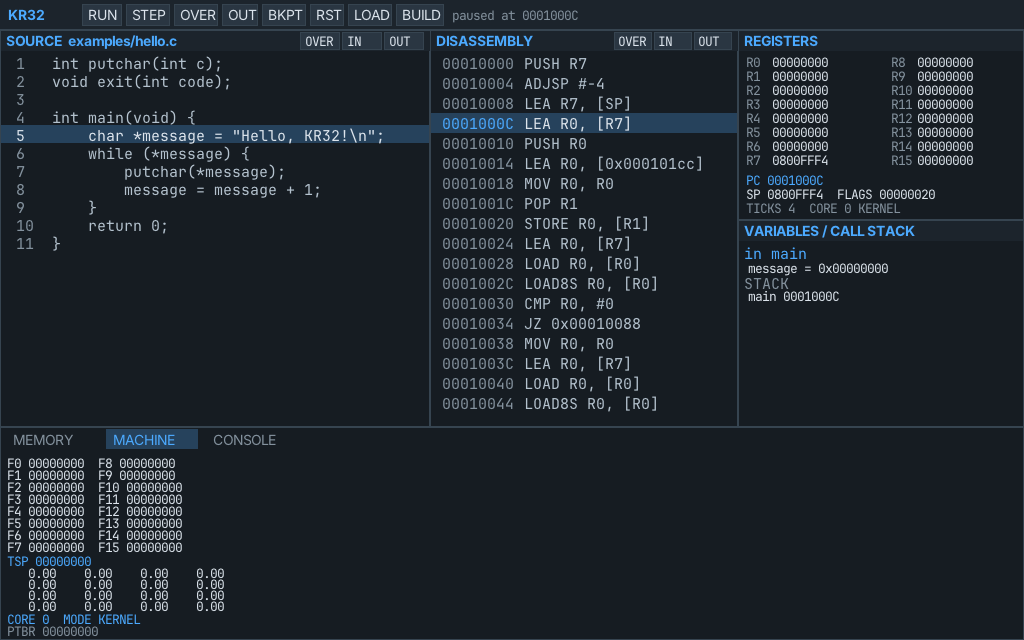 KR32 RUN STEP OVER OUT BKPT RST LOAD BUILD paused at 0001000C
SOURCE examples/hello.c OVER IN OUT
1 int putchar(int c);
2 void exit(int code);
3
4 int main(void) {
5 char *message = "Hello, KR32!\n";
6 while (*message) {
7 putchar(*message);
8 message = message + 1;
9 }
10 return 0;
11 }
DISASSEMBLY OVER IN OUT
00010000 PUSH R7
00010004 ADJSP #-4
00010008 LEA R7, [SP]
0001000C LEA R0, [R7]
00010010 PUSH R0
00010014 LEA R0, [0x000101cc]
00010018 MOV R0, R0
0001001C POP R1
00010020 STORE R0, [R1]
00010024 LEA R0, [R7]
00010028 LOAD R0, [R0]
0001002C LOAD8S R0, [R0]
00010030 CMP R0, #0
00010034 JZ 0x00010088
00010038 MOV R0, R0
0001003C LEA R0, [R7]
00010040 LOAD R0, [R0]
00010044 LOAD8S R0, [R0]
REGISTERS
R0 00000000 R8 00000000
R1 00000000 R9 00000000
R2 00000000 R10 00000000
R3 00000000 R11 00000000
R4 00000000 R12 00000000
R5 00000000 R13 00000000
R6 00000000 R14 00000000
R7 0800FFF4 R15 00000000
PC 0001000C
SP 0800FFF4 FLAGS 00000020
TICKS 4 CORE 0 KERNEL
VARIABLES / CALL STACK
in main
message = 0x00000000
STACK
main 0001000C
MEMORY MACHINE CONSOLE
F0 00000000 F8 00000000
F1 00000000 F9 00000000
F2 00000000 F10 00000000
F3 00000000 F11 00000000
F4 00000000 F12 00000000
F5 00000000 F13 00000000
F6 00000000 F14 00000000
F7 00000000 F15 00000000
TSP 00000000
0.00 0.00 0.00 0.00
0.00 0.00 0.00 0.00
0.00 0.00 0.00 0.00
0.00 0.00 0.00 0.00
CORE 0 MODE KERNEL
PTBR 00000000